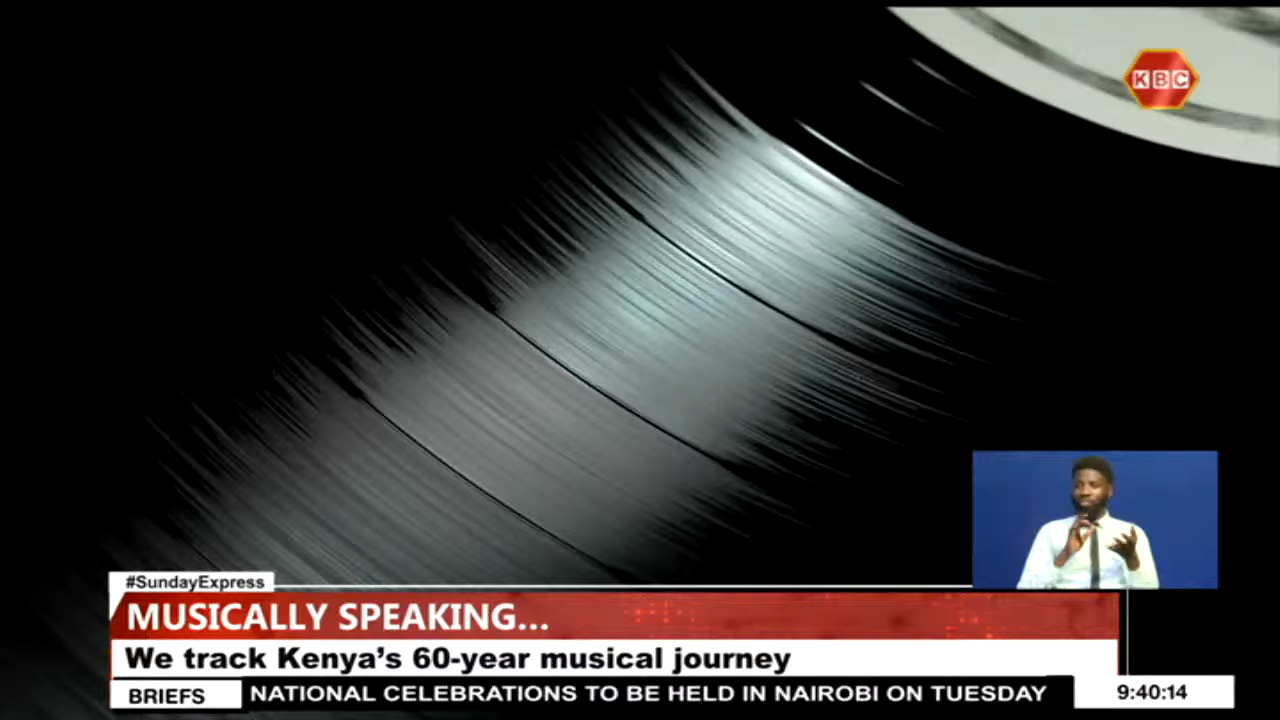 KBC
#SundayExpress
MUSICALLY SPEAKING...
We track Kenya's 60-year musical journey
BRIEFS NATIONAL CELEBRATIONS TO BE HELD IN NAIROBI ON TUESDAY 9:40:14